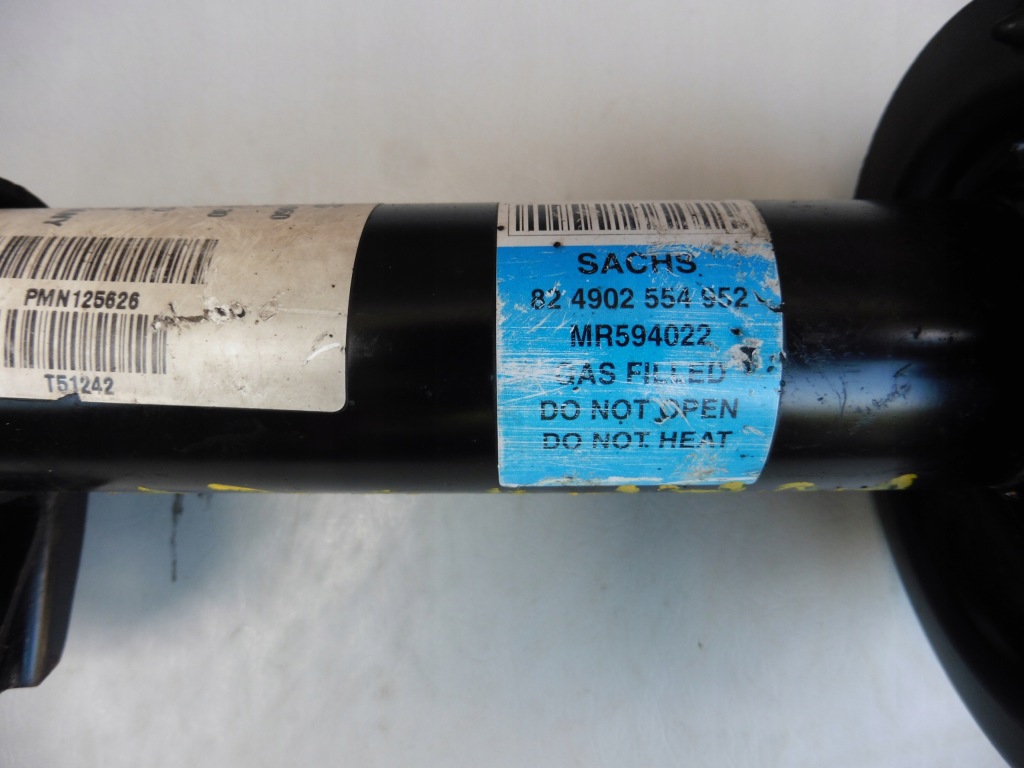 PMN125626
T51242
SACHS
82 4902 554 952
MR594022
GAS FILLED
DO NOT OPEN
DO NOT HEAT